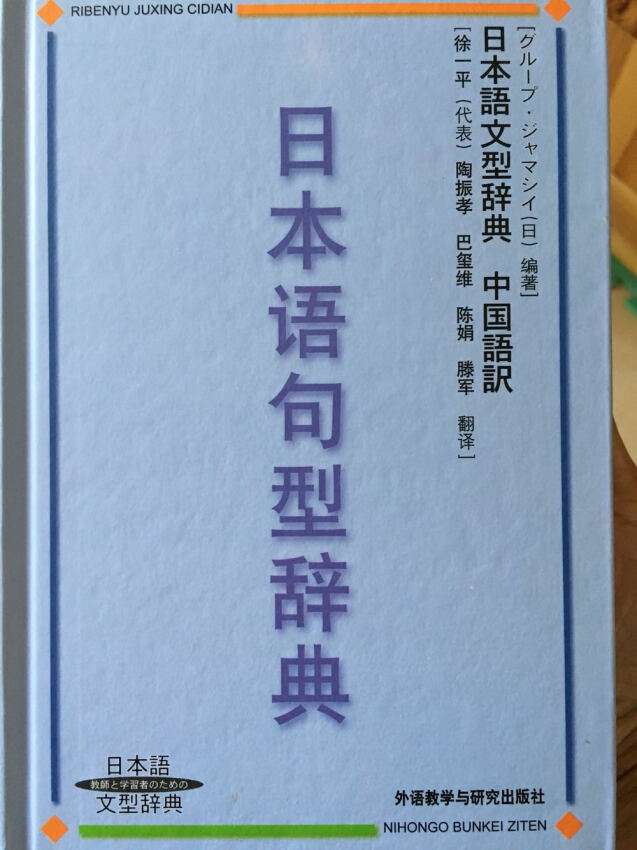 RIBENYU JUXING CIDIAN
[グループ・ジャマシイ(日) 编著]
日本語文型辞典 中国語訳
[徐一平(代表) 陶振孝 巴玺维 陈娟 滕军 翻译]
日本语句型辞典
日本語
教師と学習者のための
文型辞典
外语教学与研究出版社
NIHONGO BUNKEI ZITEN